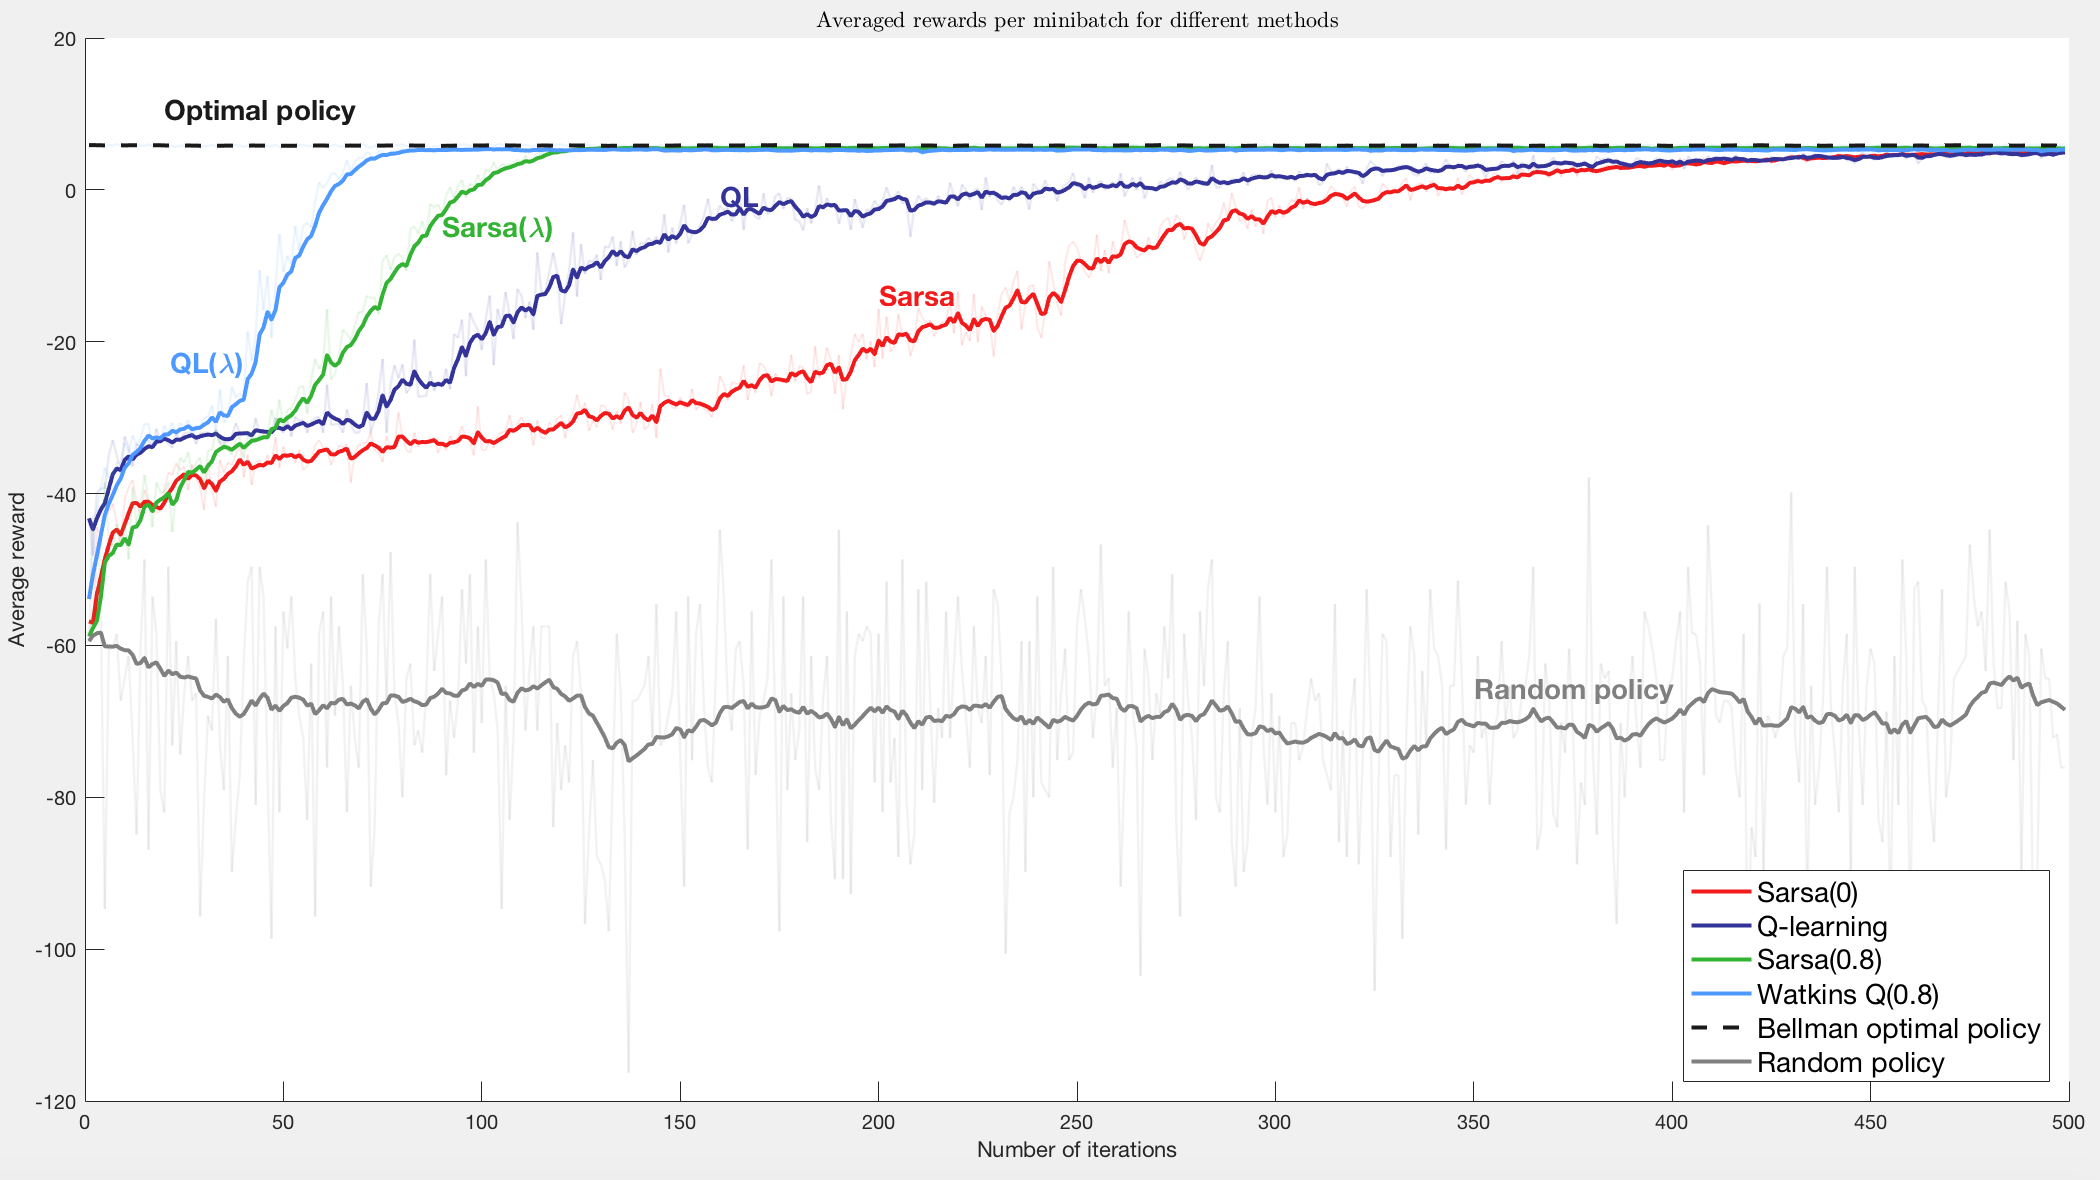 Averaged rewards per minibatch for different methods
20
0
-20
-40
-60
-80
-100
-120
Average reward
Optimal policy
QL
Sarsa(λ)
Sarsa
QL(λ)
Random policy
Sarsa(0)
Q-learning
Sarsa(0.8)
Watkins Q(0.8)
Bellman optimal policy
Random policy
0 50 100 150 200 250 300 350 400 450 500
Number of iterations